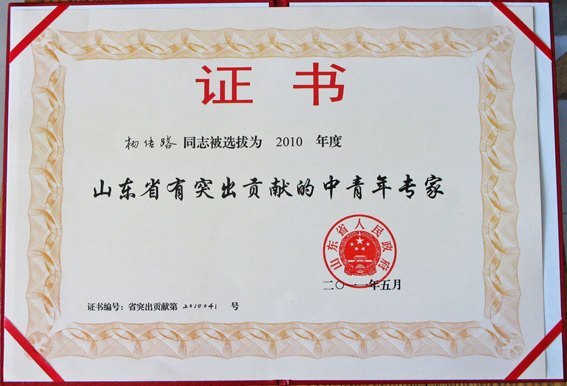 证书
杨传路 同志被选拔为 2010 年度
山东省有突出贡献的中青年专家
山东省人民政府
二〇一一年五月
证书编号：省突出贡献第 2010041 号